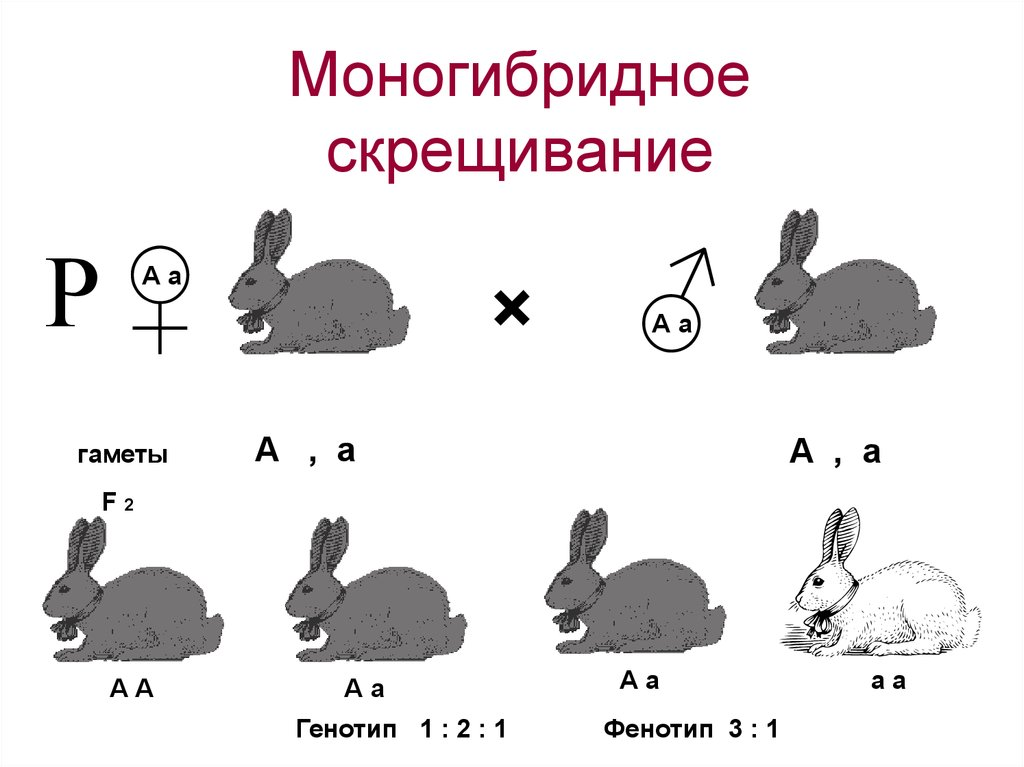 Моногибридное
скрещивание
P
А а
×
А а
гаметы А , а А , а
F 2
А А А а А а а а
Генотип 1 : 2 : 1 Фенотип 3 : 1